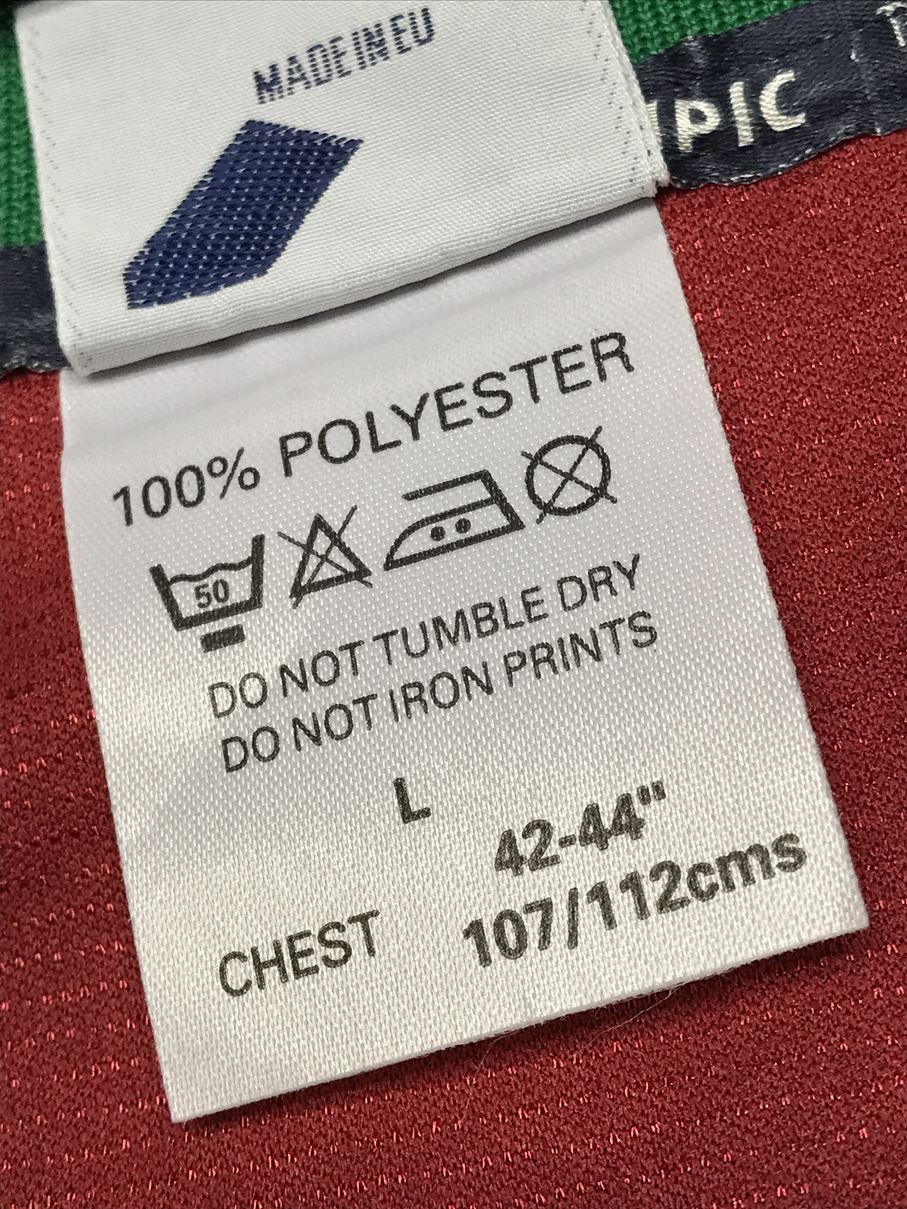 MADE IN EU
PIC
100% POLYESTER
50
DO NOT TUMBLE DRY
DO NOT IRON PRINTS
L
42-44"
CHEST 107/112cms